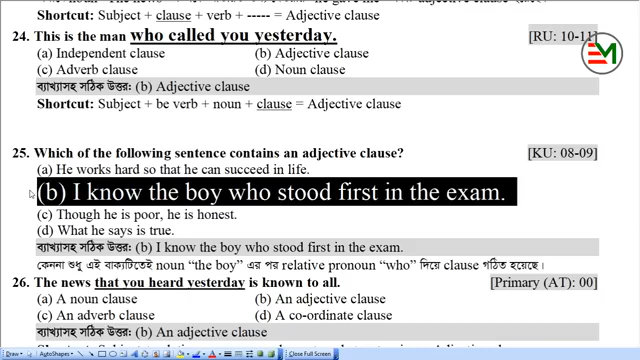 Shortcut: Subject + clause + verb + ----- = Adjective clause
24. This is the man who called you yesterday. [RU: 10-11]
(a) Independent clause (b) Adjective clause
(c) Adverb clause (d) Noun clause
ব্যাখ্যাসহ সঠিক উত্তর: (b) Adjective clause
Shortcut: Subject + be verb + noun + clause = Adjective clause
25. Which of the following sentence contains an adjective clause? [KU: 08-09]
(a) He works hard so that he can succeed in life.
(b) I know the boy who stood first in the exam.
(c) Though he is poor, he is honest.
(d) What he says is true.
ব্যাখ্যাসহ সঠিক উত্তর: (b) I know the boy who stood first in the exam.
কেননা শুধু এই বাক্যটিতেই noun “the boy” এর পর relative pronoun “who” দিয়ে clause গঠিত হয়েছে।
26. The news that you heard yesterday is known to all. [Primary (AT): 00]
(a) A noun clause (b) An adjective clause
(c) An adverb clause (d) A co-ordinate clause
ব্যাখ্যাসহ সঠিক উত্তর: (b) An adjective clause
Draw AutoShapes Close Full Screen